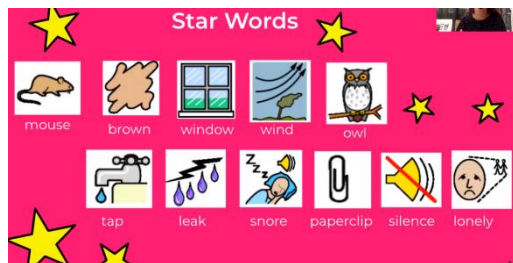 Star Words
mouse brown window wind owl
Z Z Z
tap leak snore paperclip silence lonely